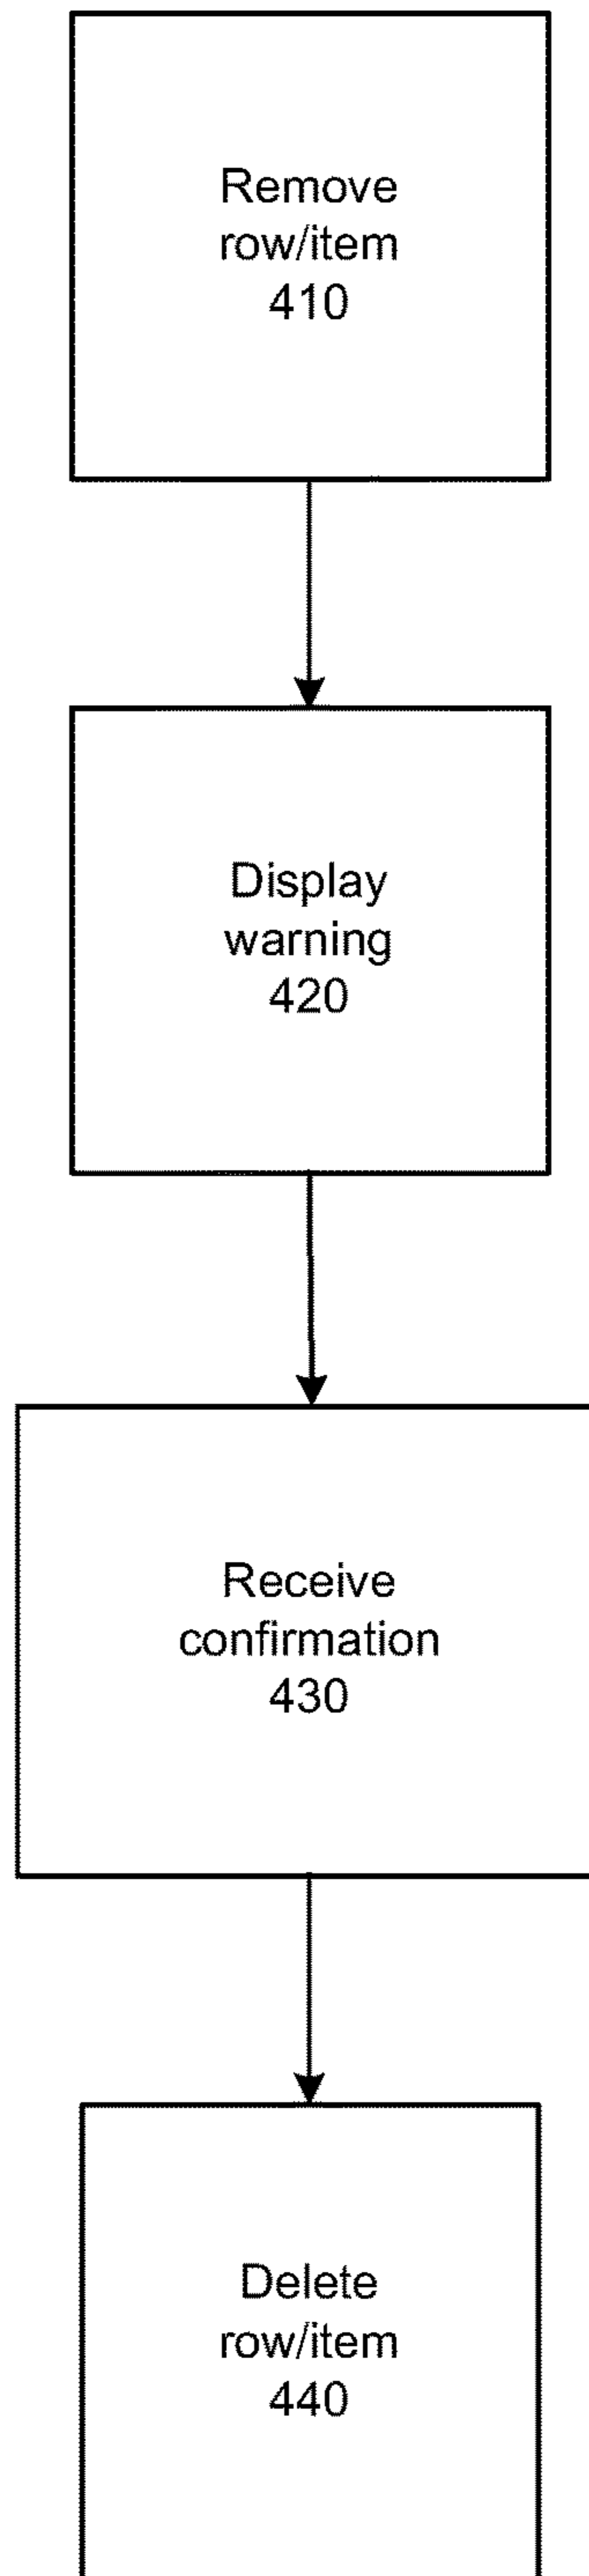 Remove
row/item
410
Display
warning
420
Receive
confirmation
430
Delete
row/item
440